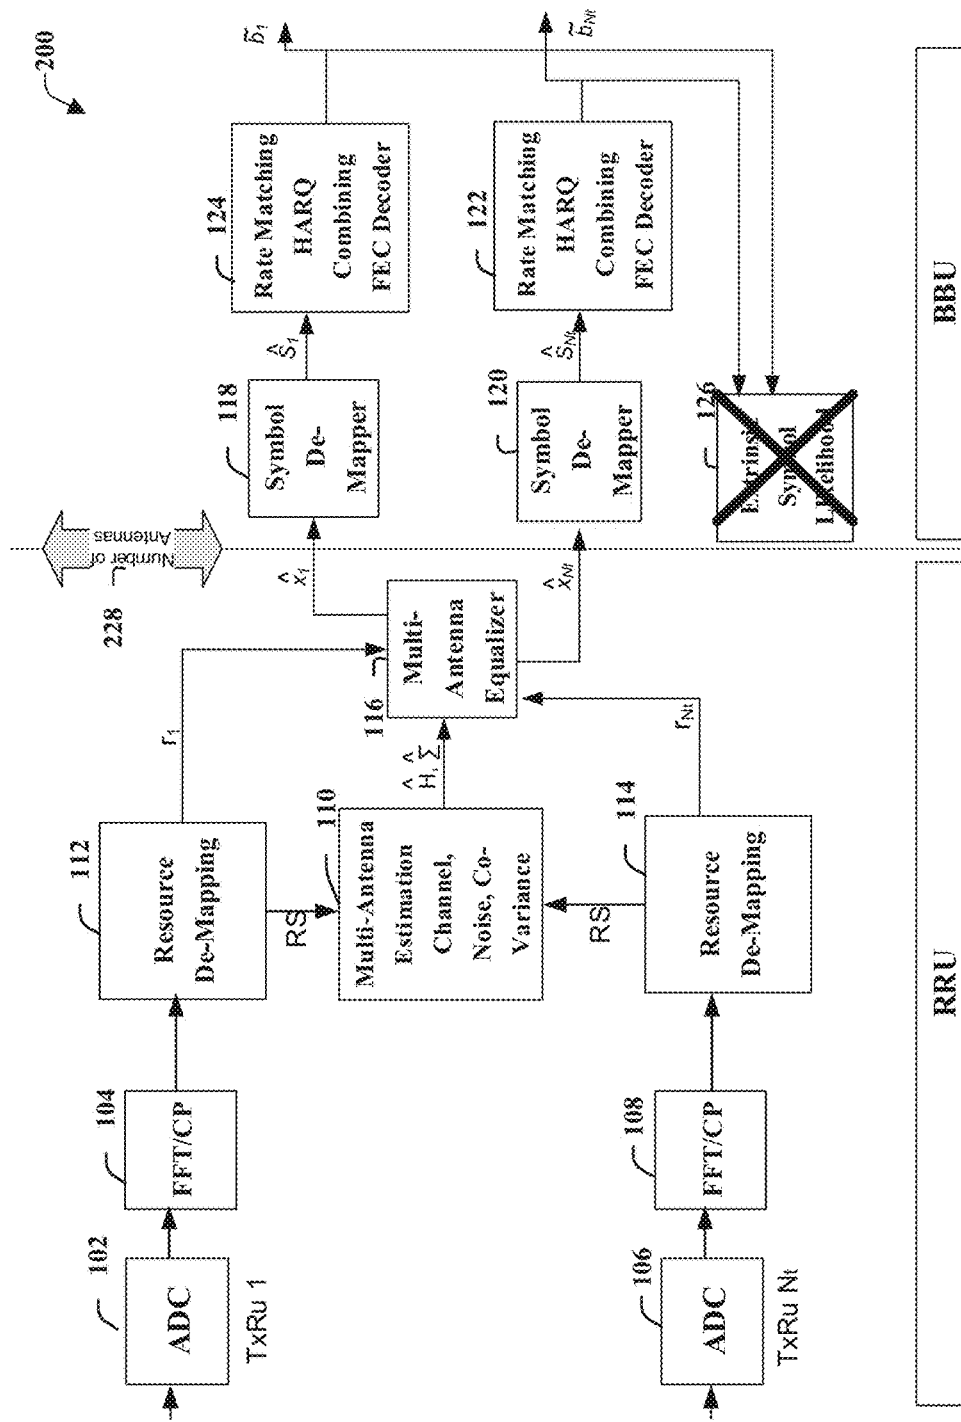 200
102
ADC
TxRu 1
104
FFT/CP
112
Resource
De-Mapping
RS
r1
110
Multi-Antenna
Estimation
Channel,
Noise, Co-
Variance
Ĥ, Σ̂
106
ADC
TxRu Nt
108
FFT/CP
114
Resource
De-Mapping
RS
rNt
116
Multi-
Antenna
Equalizer
228
Number of
Antennas
x̂1
x̂Nt
118
Symbol
De-
Mapper
ŝ1
124
Rate Matching
HARQ
Combining
FEC Decoder
b̃1
120
Symbol
De-
Mapper
ŝNt
122
Rate Matching
HARQ
Combining
FEC Decoder
b̃Nt
126
Extrinsic
Symbol
Likelihood
RRU
BBU